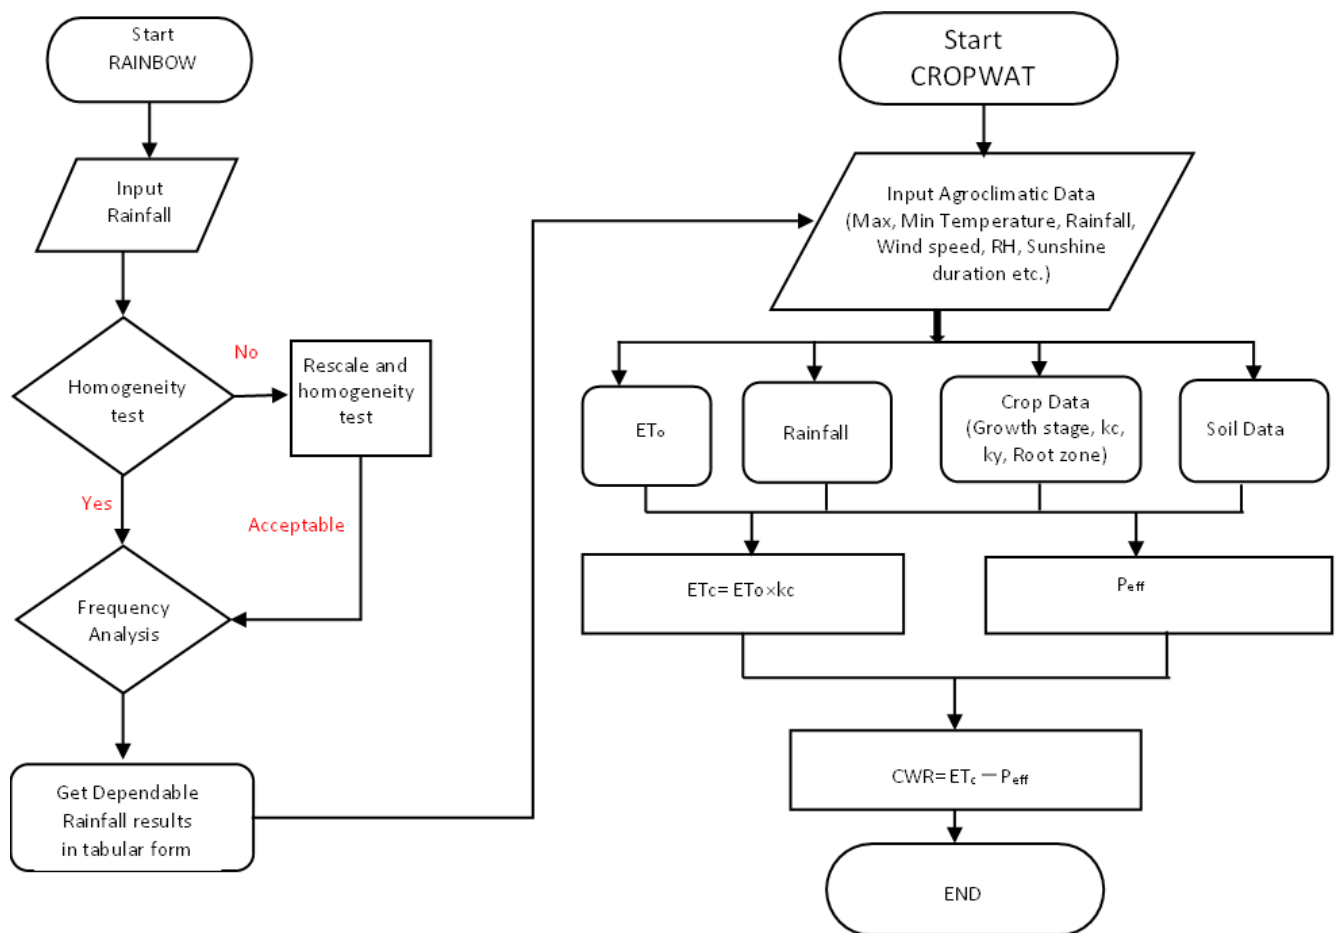 Start
RAINBOW
Input
Rainfall
Homogeneity
test
No
Rescale and
homogeneity
test
Yes
Acceptable
Frequency
Analysis
Get Dependable
Rainfall results
in tabular form
Start
CROPWAT
Input Agroclimatic Data
(Max, Min Temperature, Rainfall,
Wind speed, RH, Sunshine
duration etc.)
ETₒ
Rainfall
Crop Data
(Growth stage, kc,
ky, Root zone)
Soil Data
ETc= ETo×kc
Peff
CWR= ETc — Peff
END